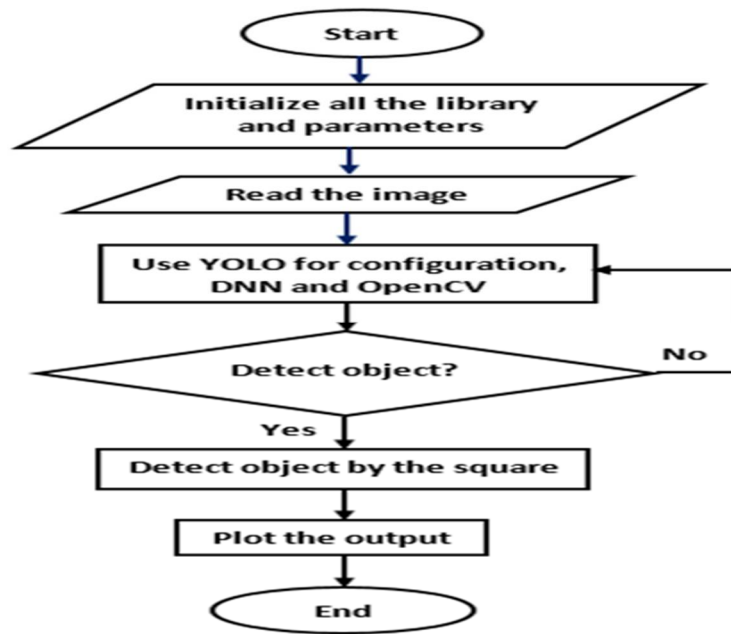 Start
Initialize all the library
and parameters
Read the image
Use YOLO for configuration,
DNN and OpenCV
Detect object?
No
Yes
Detect object by the square
Plot the output
End